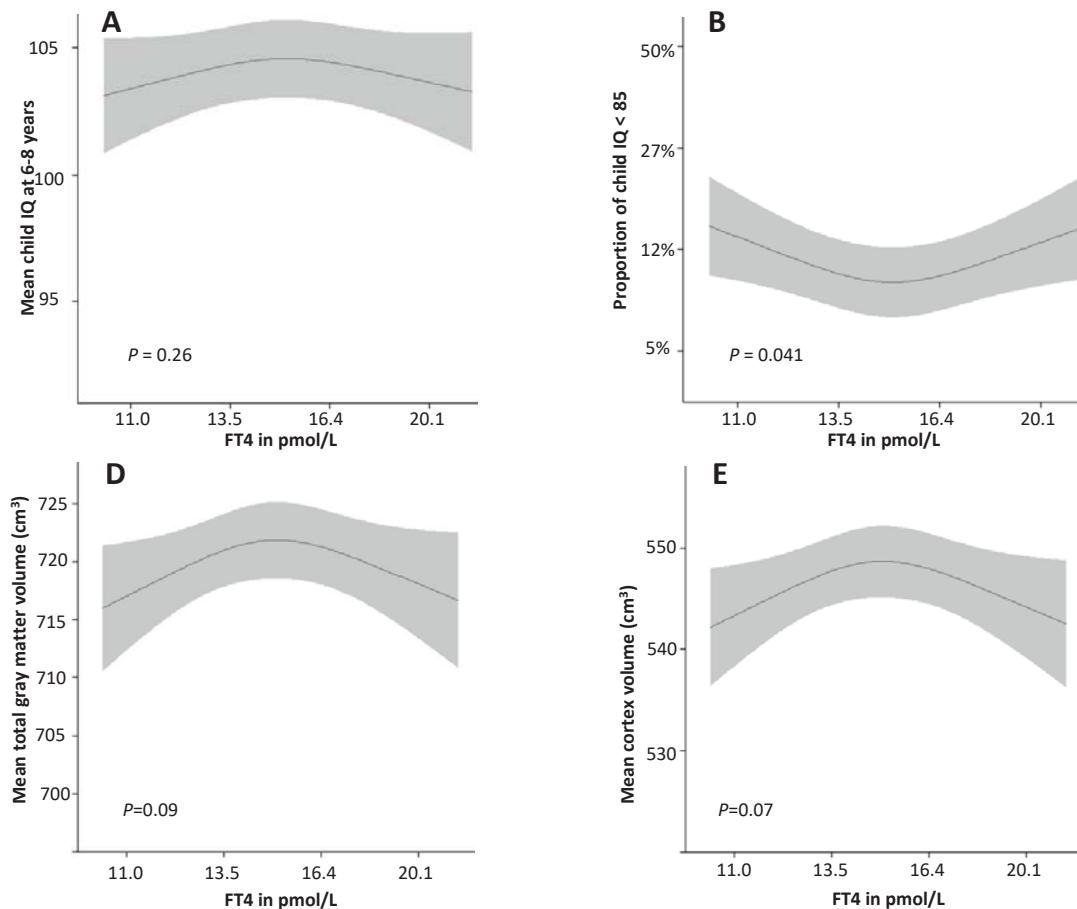 A
Mean child IQ at 6-8 years
105
100
95
P = 0.26
11.0 13.5 16.4 20.1
FT4 in pmol/L
B
Proportion of child IQ < 85
50%
27%
12%
5%
P = 0.041
11.0 13.5 16.4 20.1
FT4 in pmol/L
D
Mean total gray matter volume (cm³)
725
720
715
710
705
700
P=0.09
11.0 13.5 16.4 20.1
FT4 in pmol/L
E
Mean cortex volume (cm³)
550
540
530
P=0.07
11.0 13.5 16.4 20.1
FT4 in pmol/L